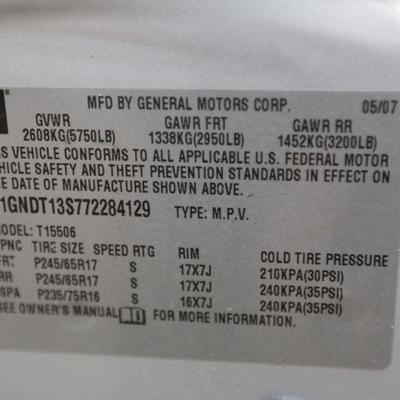 MFD BY GENERAL MOTORS CORP. 05/07
GVWR GAWR FRT GAWR RR
2608KG(5750LB) 1338KG(2950LB) 1452KG(3200LB)
S VEHICLE CONFORMS TO ALL APPLICABLE U.S. FEDERAL MOTOR
VEHICLE SAFETY AND THEFT PREVENTION STANDARDS IN EFFECT ON
E DATE OF MANUFACTURE SHOWN ABOVE.
1GNDT13S772284129 TYPE: M.P.V.
MODEL: T15506
PNC TIRE SIZE SPEED RTG RIM COLD TIRE PRESSURE
FRT P245/65R17 S 17X7J 210KPA(30PSI)
RR P245/65R17 S 17X7J 240KPA(35PSI)
SPA P235/75R16 S 16X7J 240KPA(35PSI)
SEE OWNER'S MANUAL FOR MORE INFORMATION.